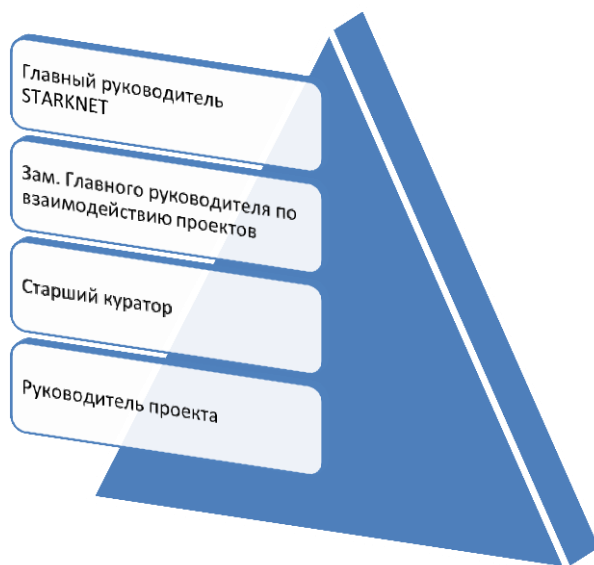 Главный руководитель
STARKNET
Зам. Главного руководителя по
взаимодействию проектов
Старший куратор
Руководитель проекта